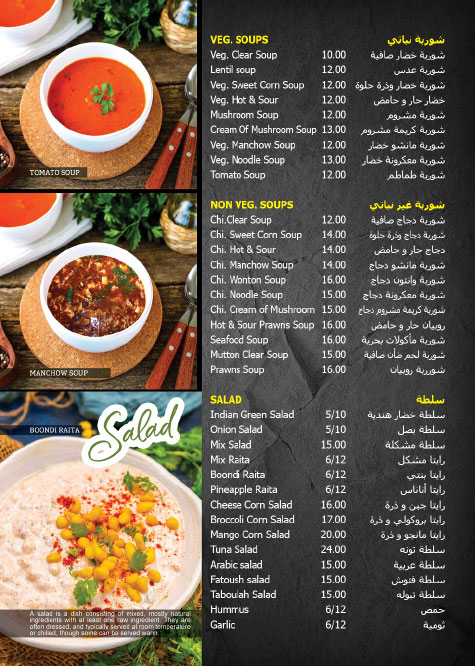 TOMATO SOUP
MANCHOW SOUP
BOONDI RAITA
Salad
A salad is a dish consisting of mixed, mostly natural
ingredients with at least one raw ingredient. They are
often dressed, and typically served at room temperature
or chilled, though some can be served warm.
VEG. SOUPS شوربة نباتي
Veg. Clear Soup 10.00 شوربة خضار صافية
Lentil soup 12.00 شوربة عدس
Veg. Sweet Corn Soup 12.00 شوربة خضار وذرة حلوة
Veg. Hot & Sour 12.00 خضار حار و حامض
Mushroom Soup 12.00 شوربة مشروم
Cream Of Mushroom Soup 13.00 شوربة كريمة مشروم
Veg. Manchow Soup 12.00 شوربة مانشو خضار
Veg. Noodle Soup 13.00 شوربة معكرونة خضار
Tomato Soup 12.00 شوربة طماطم
NON VEG. SOUPS شوربة غير نباتي
Chi.Clear Soup 12.00 شوربة دجاج صافية
Chi. Sweet Corn Soup 14.00 شوربة دجاج وذرة حلوة
Chi. Hot & Sour 14.00 دجاج حار و حامض
Chi. Manchow Soup 14.00 شوربة مانشو دجاج
Chi. Wonton Soup 16.00 شوربة وانتون دجاج
Chi. Noodle Soup 15.00 شوربة معكرونة دجاج
Chi. Cream of Mushroom 15.00 شوربة كريمة مشروم دجاج
Hot & Sour Prawns Soup 16.00 روبيان حار و حامض
Seafood Soup 16.00 شوربة مأكولات بحرية
Mutton Clear Soup 15.00 شوربة لحم ضأن صافية
Prawns Soup 16.00 شورربة روبيان
SALAD سلطة
Indian Green Salad 5/10 سلطة خضار هندية
Onion Salad 5/10 سلطة بصل
Mix Salad 15.00 سلطة مشكلة
Mix Raita 6/12 رايتا مشكل
Boondi Raita 6/12 رايتا بنتي
Pineapple Raita 6/12 رايتا أناناس
Cheese Corn Salad 16.00 رايتا جبن و ذرة
Broccoli Corn Salad 17.00 رايتا بروكولي و ذرة
Mango Corn Salad 20.00 رايتا مانجو و ذرة
Tuna Salad 24.00 سلطة تونه
Arabic salad 15.00 سلطة عربية
Fatoush salad 15.00 سلطة فتوش
Tabouiah Salad 15.00 سلطة تبوله
Hummus 6/12 حمص
Garlic 6/12 ثومية